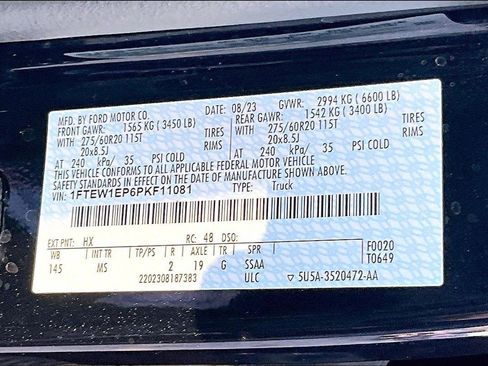 MFD. BY FORD MOTOR CO. DATE: 08/23 GVWR: 2994 KG (6600 LB)
FRONT GAWR: 1565 KG (3450 LB) REAR GAWR: 1542 KG (3400 LB)
WITH WITH
275/60R20 115T TIRES 275/60R20 115T TIRES
20x8.5J RIMS 20x8.5J RIMS
AT 240 kPa/ 35 PSI COLD AT 240 kPa/ 35 PSI COLD
THIS VEHICLE CONFORMS TO ALL APPLICABLE FEDERAL MOTOR VEHICLE
SAFETY AND THEFT PREVENTION STANDARDS IN EFFECT ON THE DATE OF MANUFACTURE SHOWN ABOVE.
VIN: 1FTEW1EP6PKF11081 TYPE: Truck
EXT PNT: HX RC: 48 DSO:
WB INT TR TP/PS R AXLE TR SPR F0020
145 MS 2 19 G SSAA T0649
2202308187383 ULC 5U5A-3520472-AA